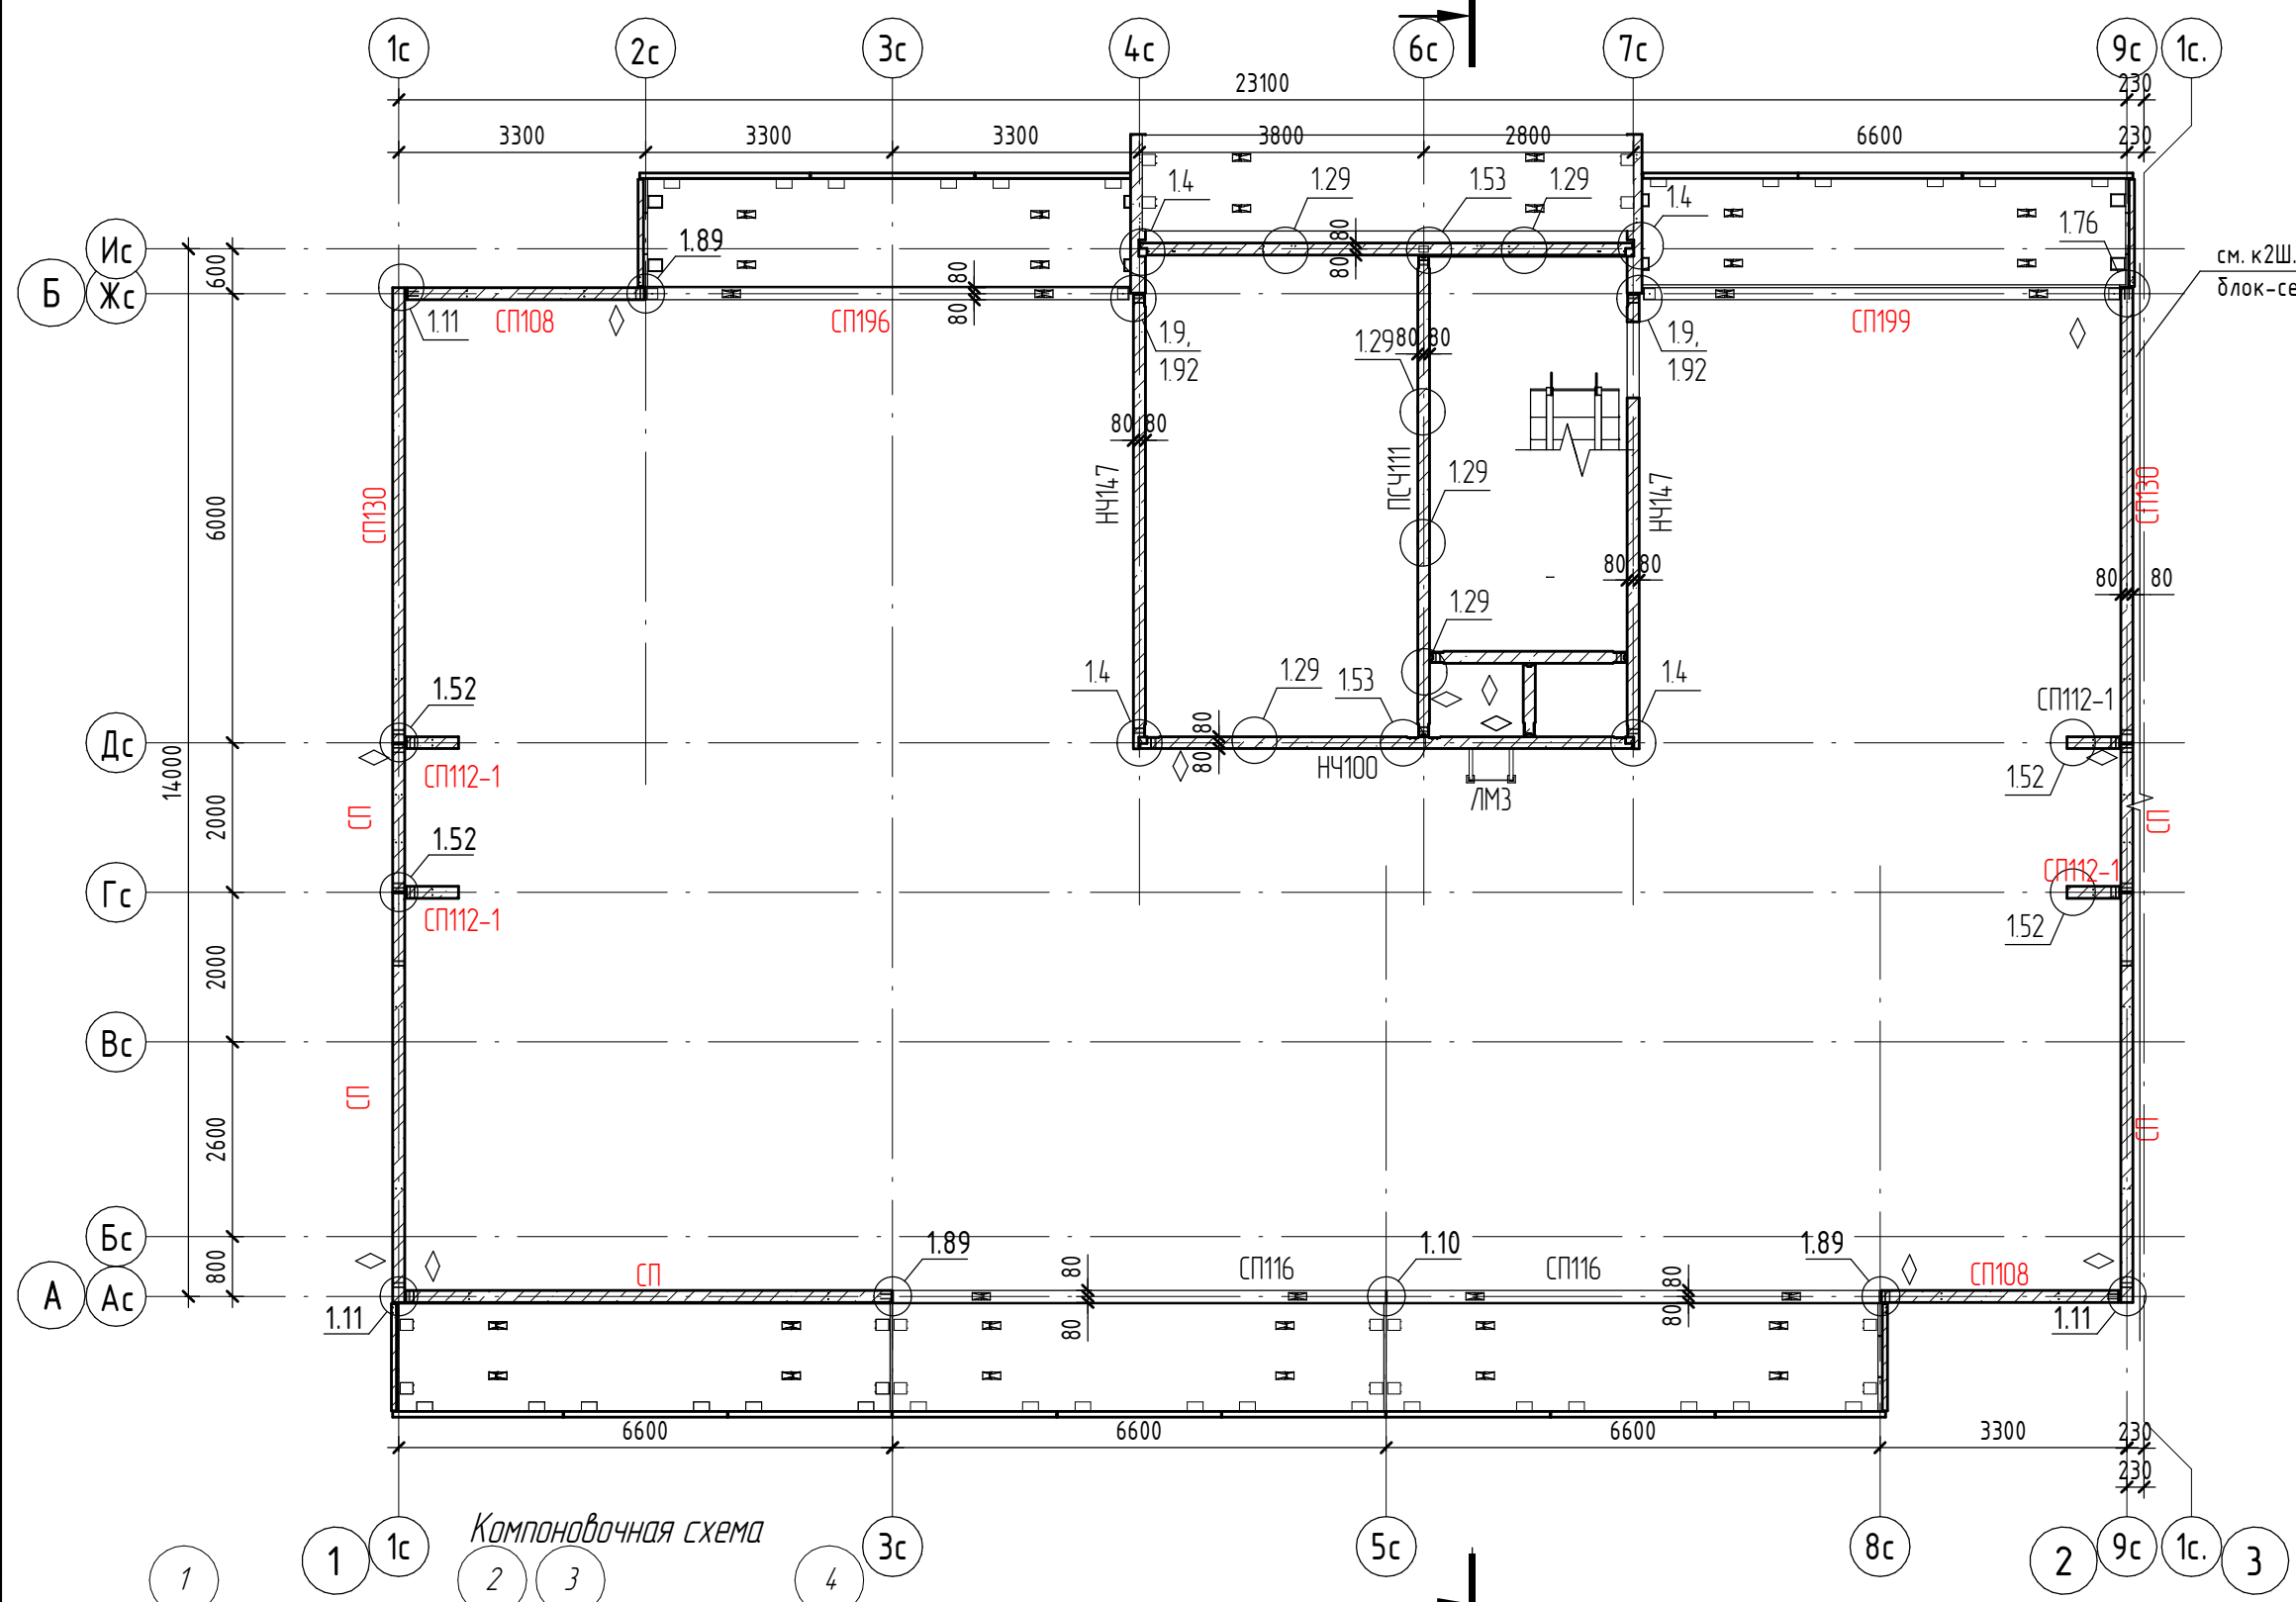 1с 2с 3с 4с 6с 7с 9с 1с.
23100 230
3300 3300 3300 3800 2800 6600 230
1.4 1.29 1.53 1.29 1.4
1.89 1.76
Ис
80
80
600
см. к2Ш.
Б Жс
80
80
блок-се
1.11 СП108 СП196 1.9, 1.29 80 80 1.9, СП199
1.92 1.92
80 80
6000
СП130
НЧ147
ПСЧ111
1.29
НЧ147
СП130
80 80
80 80
1.29
1.52 1.4 1.29 1.53 1.4 СП112-1
Дс
80
80
14000
СП112-1 НЧ100 1.52
ЛМ3
СП
2000
СП
1.52
СП112-1
Гс
СП112-1 1.52
2000
Вс
СП
2600
СП
Бс
1.89 СП116 1.10 СП116 1.89
800
СП
80
80
80
80
СП108
А Ас
1.11 1.11
6600 6600 6600 3300 230
230
Компоновочная схема
1 1с 3с 5с 8с 2 9с 1с. 3
1 2 3 4